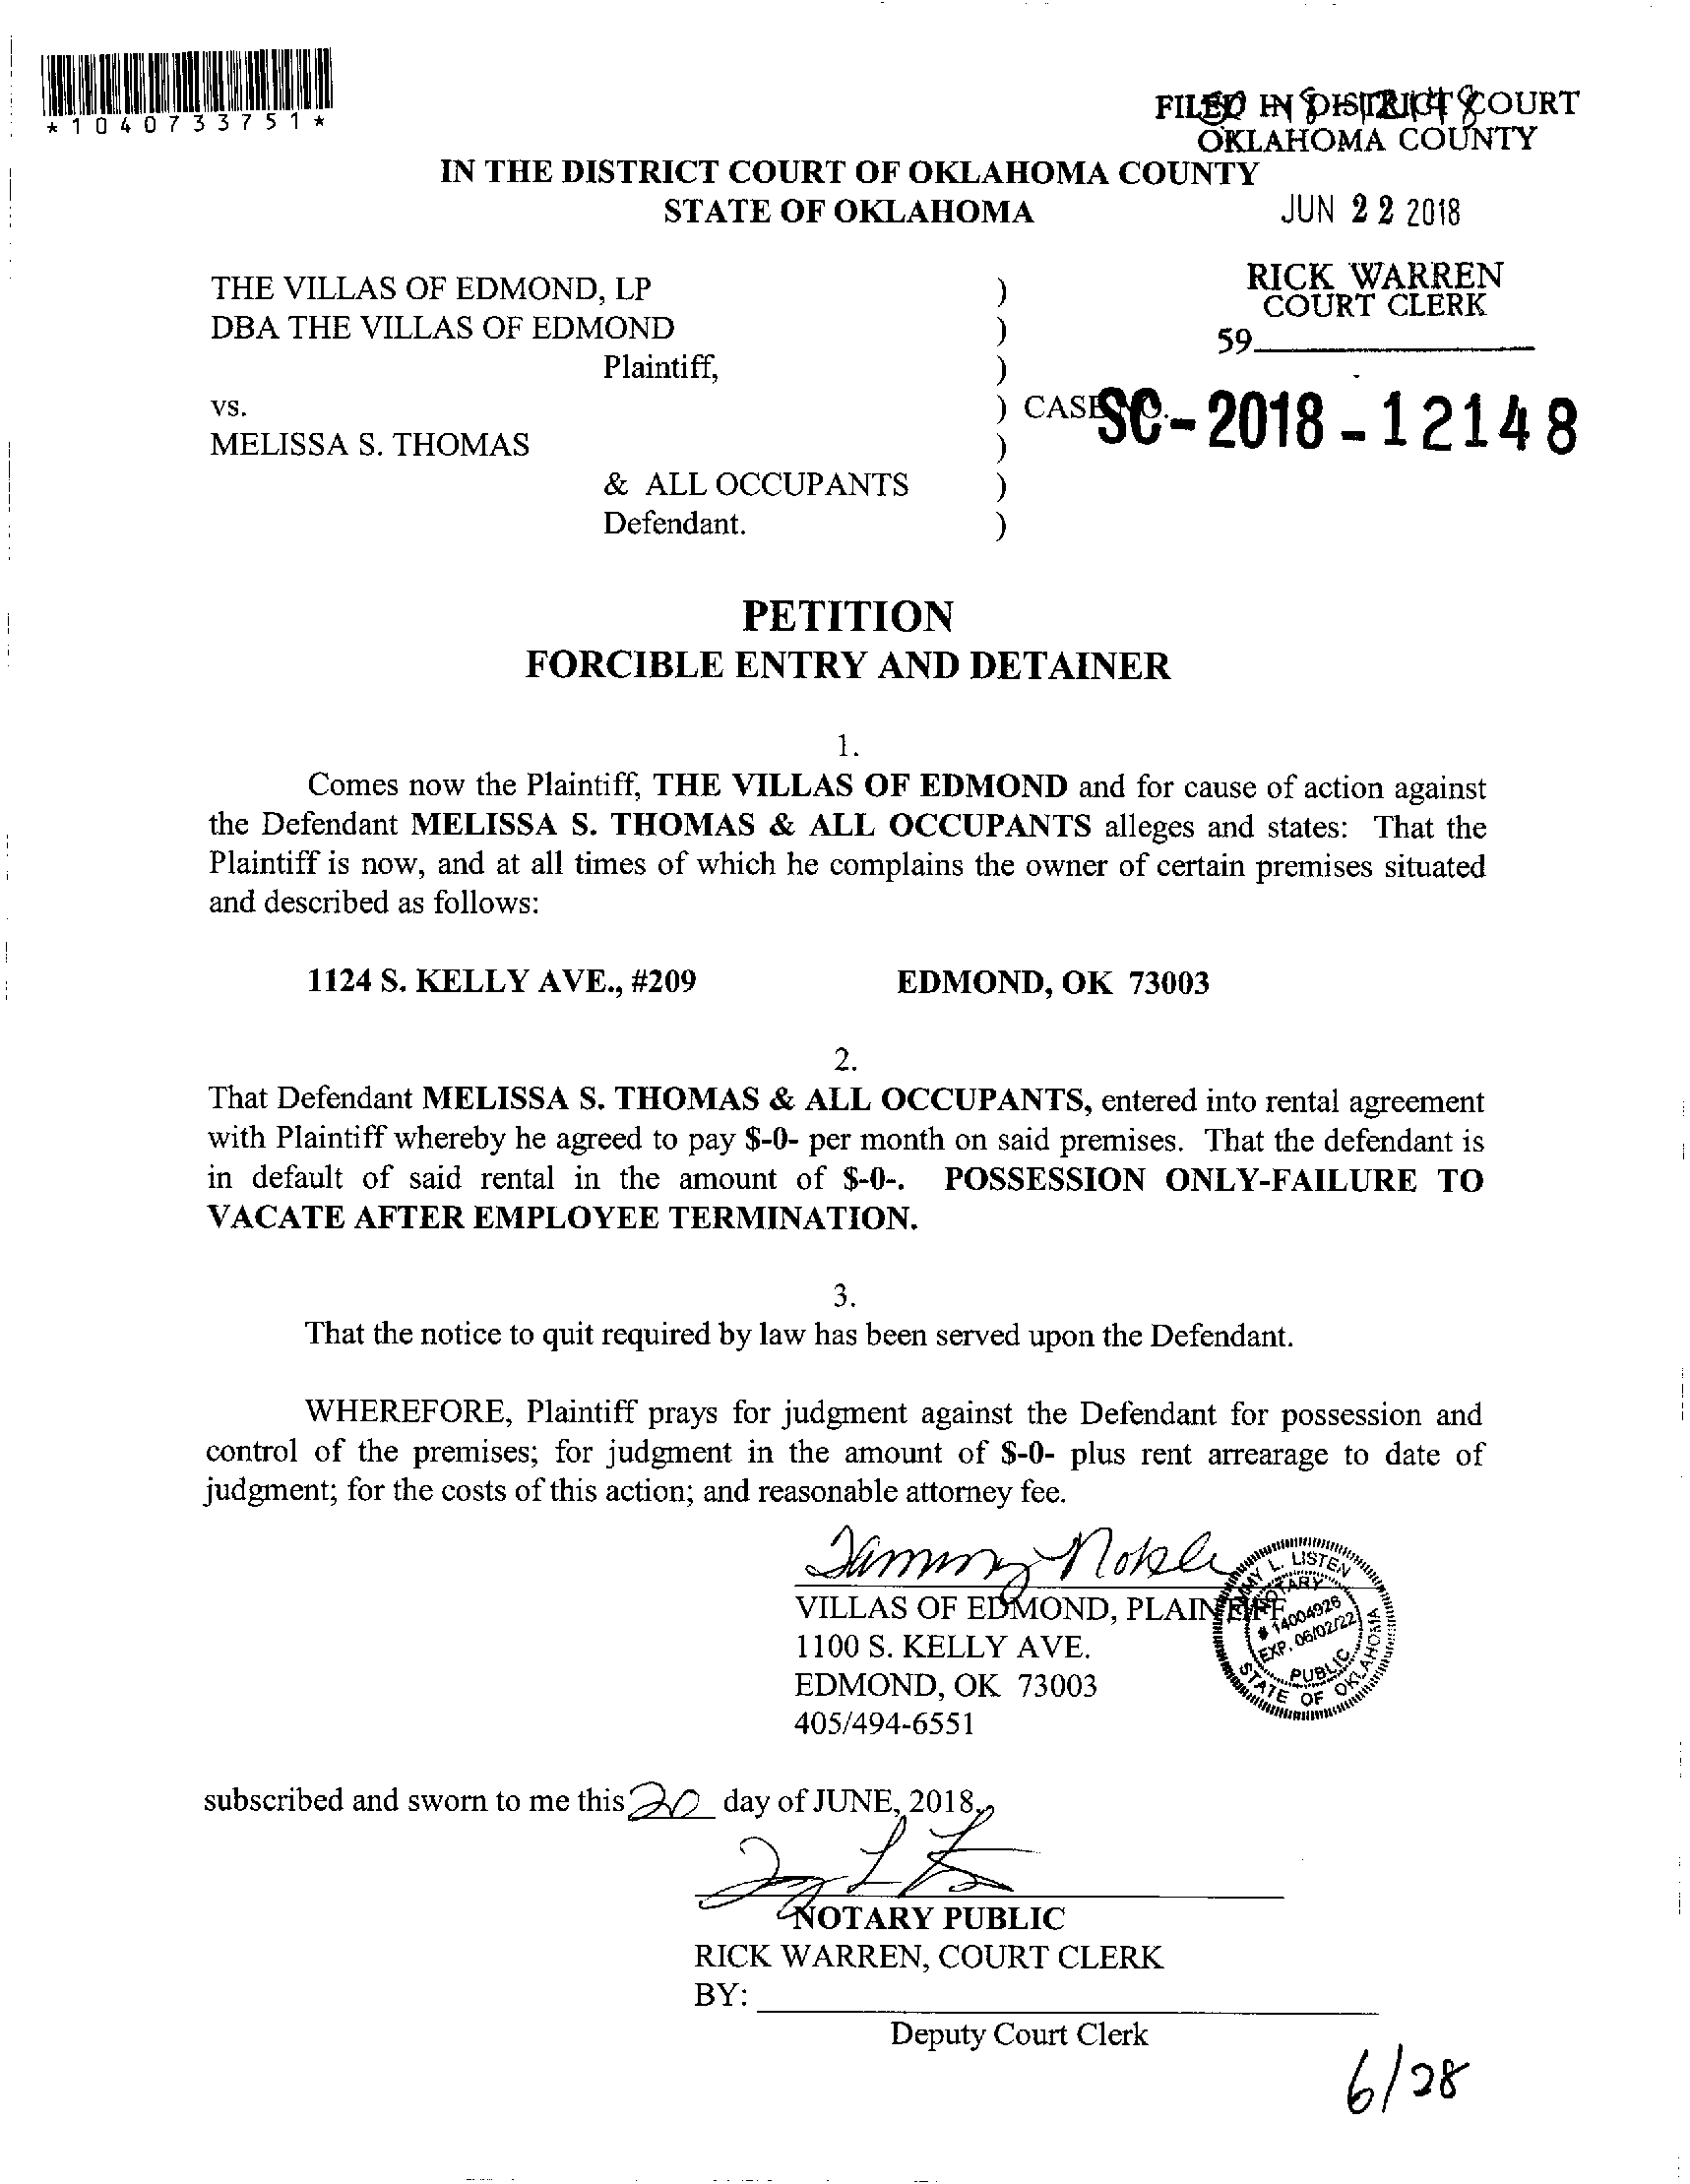 *1040733751*
FILED IN DISTRICT COURT
OKLAHOMA COUNTY
IN THE DISTRICT COURT OF OKLAHOMA COUNTY
STATE OF OKLAHOMA
JUN 22 2018
RICK WARREN
COURT CLERK
59
THE VILLAS OF EDMOND, LP )
DBA THE VILLAS OF EDMOND )
Plaintiff, )
vs. ) CASE NO. SC-2018-12148
MELISSA S. THOMAS )
& ALL OCCUPANTS )
Defendant. )
PETITION
FORCIBLE ENTRY AND DETAINER
1.
Comes now the Plaintiff, THE VILLAS OF EDMOND and for cause of action against
the Defendant MELISSA S. THOMAS & ALL OCCUPANTS alleges and states: That the
Plaintiff is now, and at all times of which he complains the owner of certain premises situated
and described as follows:
1124 S. KELLY AVE., #209 EDMOND, OK 73003
2.
That Defendant MELISSA S. THOMAS & ALL OCCUPANTS, entered into rental agreement
with Plaintiff whereby he agreed to pay $-0- per month on said premises. That the defendant is
in default of said rental in the amount of $-0-. POSSESSION ONLY-FAILURE TO
VACATE AFTER EMPLOYEE TERMINATION.
3.
That the notice to quit required by law has been served upon the Defendant.
WHEREFORE, Plaintiff prays for judgment against the Defendant for possession and
control of the premises; for judgment in the amount of $-0- plus rent arrearage to date of
judgment; for the costs of this action; and reasonable attorney fee.
Tammy Noble
VILLAS OF EDMOND, PLAINTIFF
1100 S. KELLY AVE.
EDMOND, OK 73003
405/494-6551
L. LISTEN
NOTARY
# 14004926
EXP. 06/02/22
PUBLIC
STATE OF OKLAHOMA
subscribed and sworn to me this 20 day of JUNE, 2018.
NOTARY PUBLIC
RICK WARREN, COURT CLERK
BY:
Deputy Court Clerk
6/28